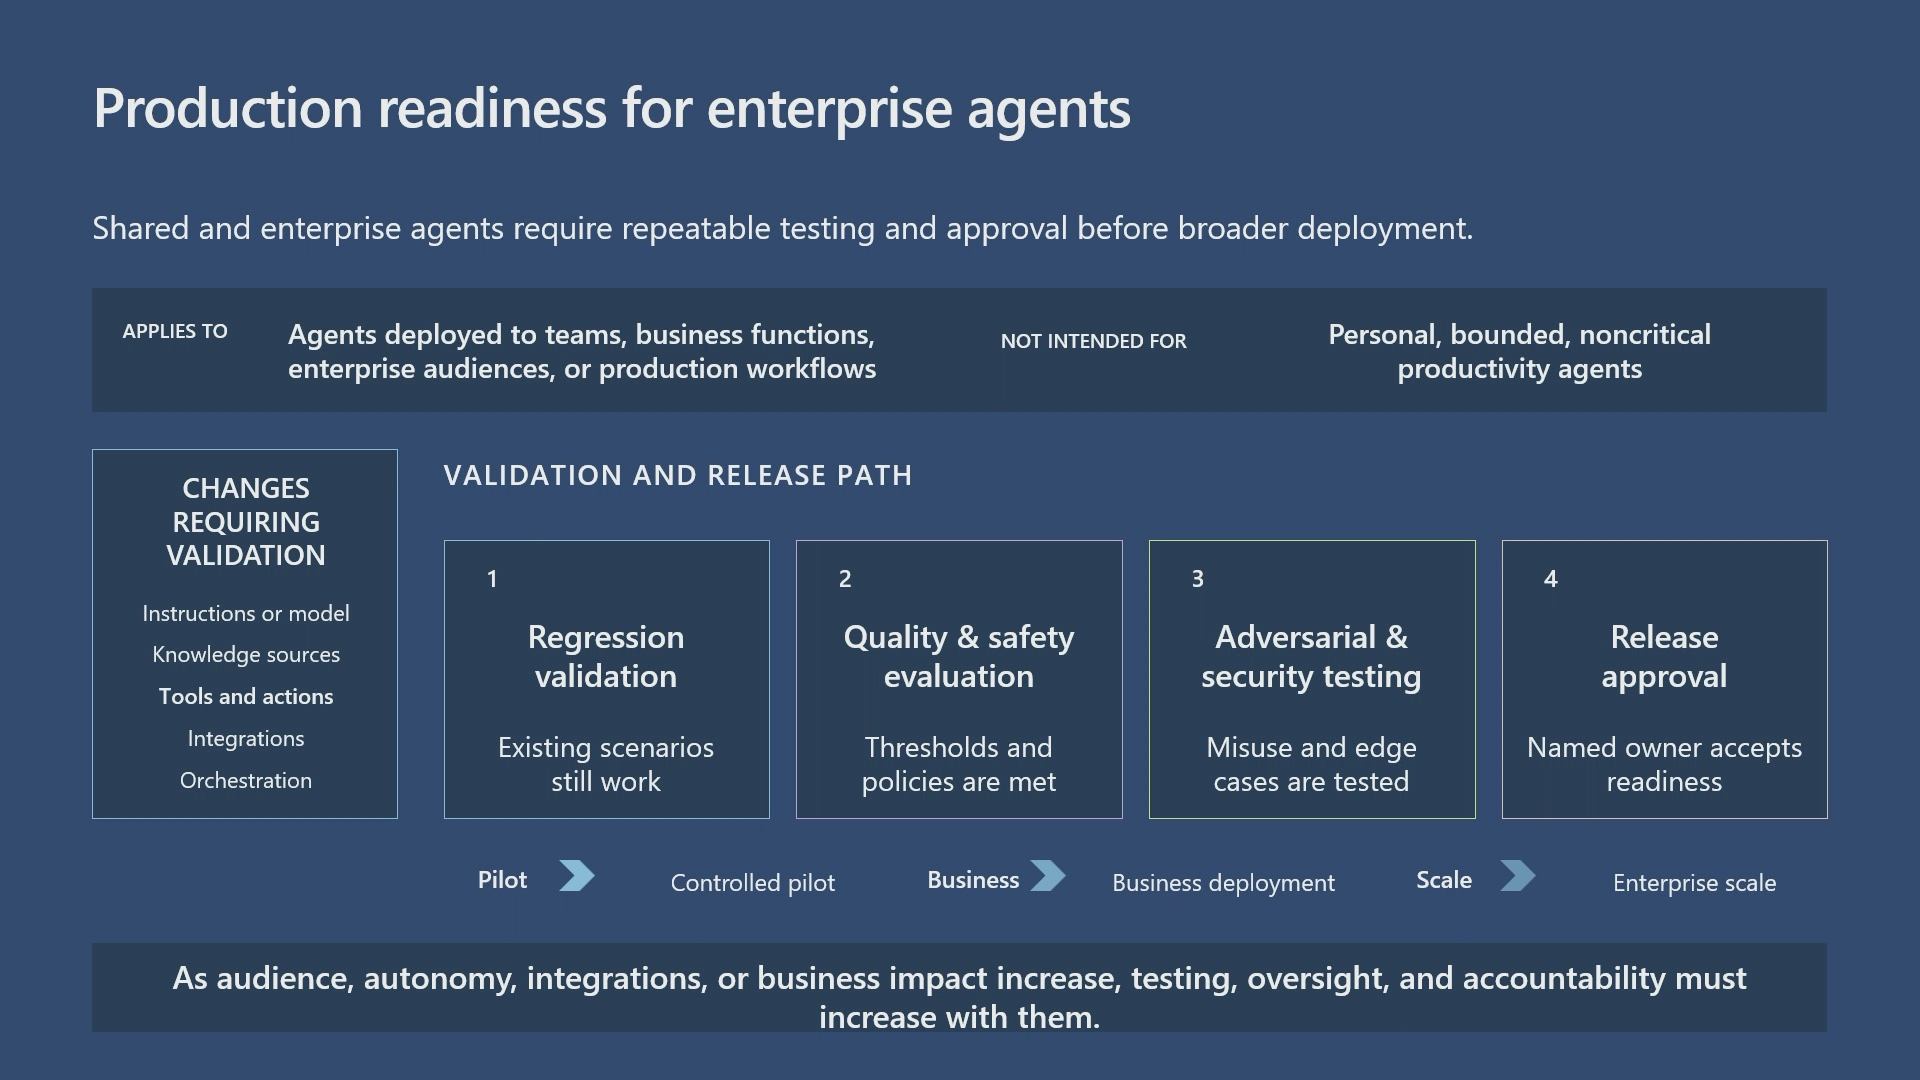 Production readiness for enterprise agents
Shared and enterprise agents require repeatable testing and approval before broader deployment.
APPLIES TO
Agents deployed to teams, business functions,
enterprise audiences, or production workflows
NOT INTENDED FOR
Personal, bounded, noncritical
productivity agents
CHANGES
REQUIRING
VALIDATION
Instructions or model
Knowledge sources
Tools and actions
Integrations
Orchestration
VALIDATION AND RELEASE PATH
1
Regression
validation
Existing scenarios
still work
2
Quality & safety
evaluation
Thresholds and
policies are met
3
Adversarial &
security testing
Misuse and edge
cases are tested
4
Release
approval
Named owner accepts
readiness
Pilot
Controlled pilot
Business
Business deployment
Scale
Enterprise scale
As audience, autonomy, integrations, or business impact increase, testing, oversight, and accountability must
increase with them.